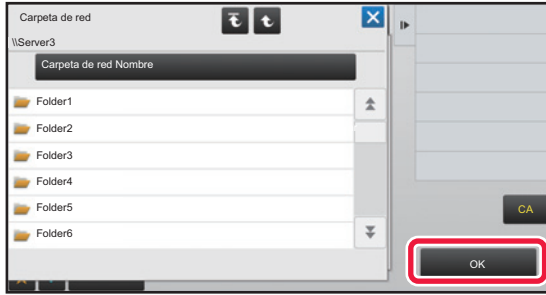 Carpeta de red
\\Server3
Carpeta de red Nombre
Folder1
Folder2
Folder3
Folder4
Folder5
Folder6
CA
OK